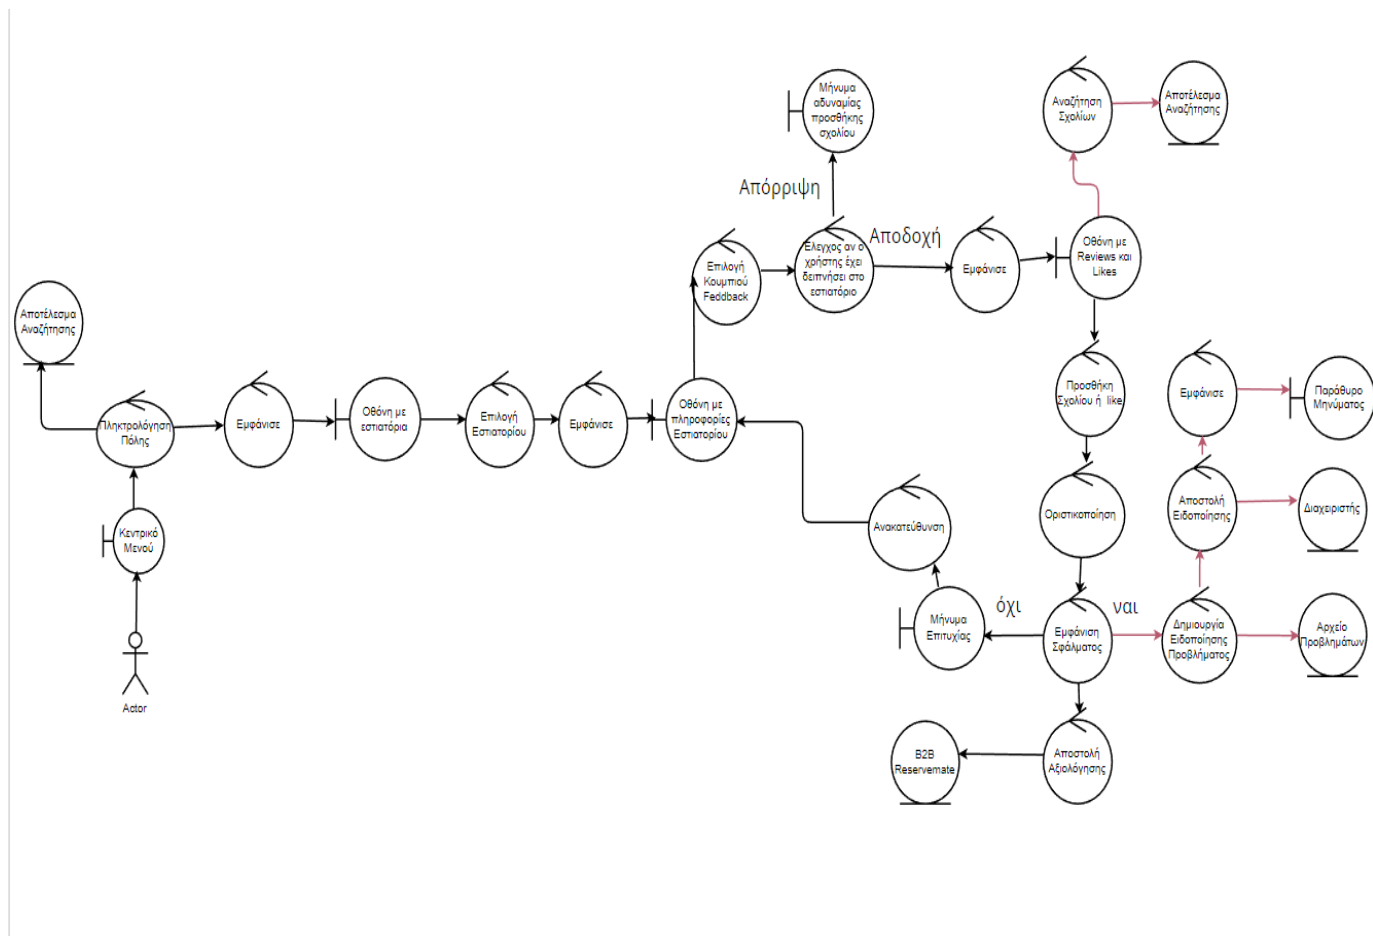 Μήνυμα
αδυναμίας
προσθήκης
σχολίου
Αναζήτηση
Σχολίων
Αποτέλεσμα
Αναζήτησης
Απόρριψη
Αποδοχή
Έλεγχος αν ο
χρήστης έχει
δειπνήσει στο
εστιατόριο
Επιλογή
Κουμπιού
Feddback
Εμφάνισε
Οθόνη με
Reviews και
Likes
Αποτέλεσμα
Αναζήτησης
Πληκτρολόγηση
Πόλης
Εμφάνισε
Οθόνη με
εστιατόρια
Επιλογή
Εστιατορίου
Εμφάνισε
Οθόνη με
πληροφορίες
Εστιατορίου
Προσθήκη
Σχολίου ή like
Εμφάνισε
Παράθυρο
Μηνύματος
Κεντρικό
Μενού
Ανακατεύθυνση
Οριστικοποίηση
Αποστολή
Ειδοποίησης
Διαχειριστής
όχι
ναι
Μήνυμα
Επιτυχίας
Εμφάνιση
Σφάλματος
Δημιουργία
Ειδοποίησης
Προβλήματος
Αρχείο
Προβλημάτων
Actor
B2B
Reservemate
Αποστολή
Αξιολόγησης